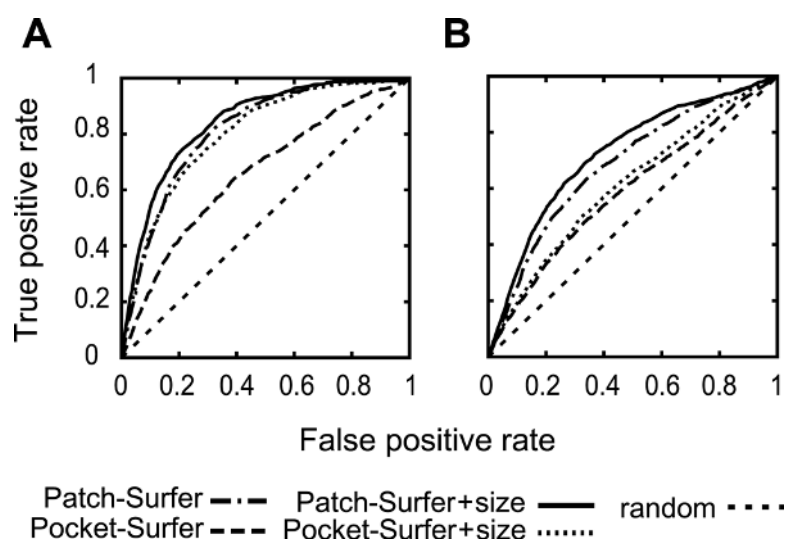 A
B
True positive rate
1
0.8
0.6
0.4
0.2
0
0 0.2 0.4 0.6 0.8 1
0 0.2 0.4 0.6 0.8 1
False positive rate
Patch-Surfer Patch-Surfer+size random
Pocket-Surfer Pocket-Surfer+size